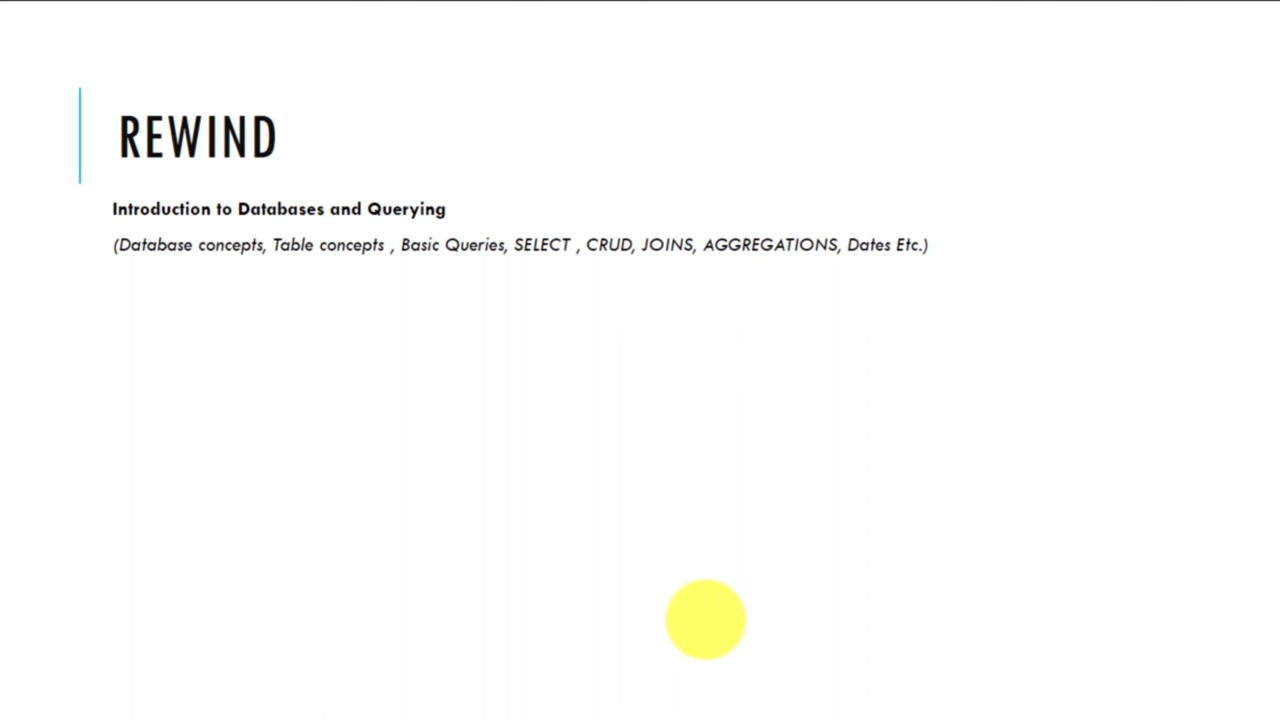 REWIND
Introduction to Databases and Querying
(Database concepts, Table concepts , Basic Queries, SELECT , CRUD, JOINS, AGGREGATIONS, Dates Etc.)